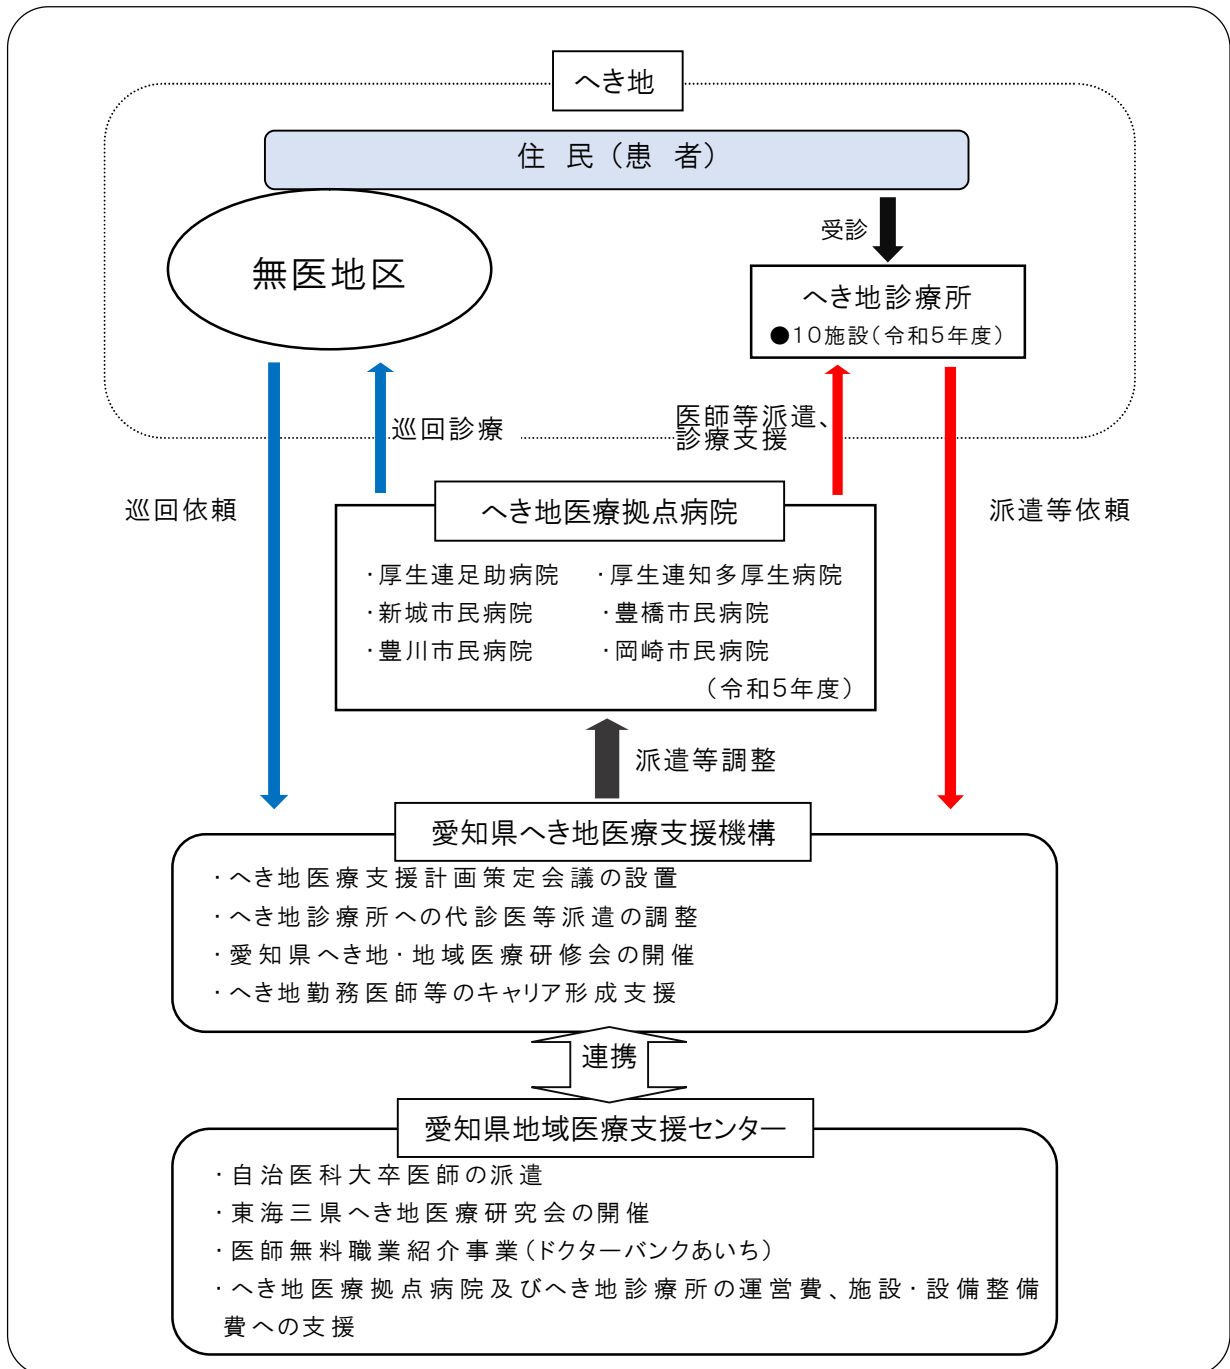 へき地
住民（患者）
受診
無医地区
へき地診療所
●10施設（令和5年度）
巡回診療
医師等派遣、
診療支援
巡回依頼
派遣等依頼
へき地医療拠点病院
・厚生連足助病院 ・厚生連知多厚生病院
・新城市民病院 ・豊橋市民病院
・豊川市民病院 ・岡崎市民病院
（令和5年度）
派遣等調整
愛知県へき地医療支援機構
・へき地医療支援計画策定会議の設置
・へき地診療所への代診医等派遣の調整
・愛知県へき地・地域医療研修会の開催
・へき地勤務医師等のキャリア形成支援
連携
愛知県地域医療支援センター
・自治医科大卒医師の派遣
・東海三県へき地医療研究会の開催
・医師無料職業紹介事業（ドクターバンクあいち）
・へき地医療拠点病院及びへき地診療所の運営費、施設・設備整備
費への支援